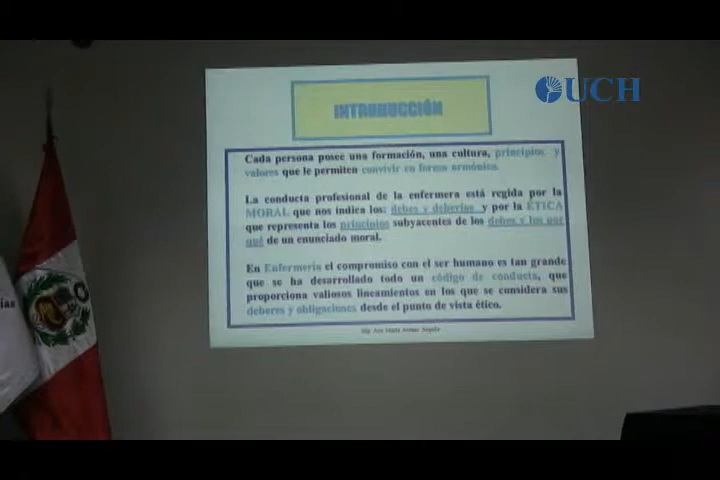 UCH
INTRODUCCIÓN
Cada persona posee una formación, una cultura, principios y
valores que le permiten convivir en forma armónica.
La conducta profesional de la enfermera está regida por la
MORAL que nos indica los: debes y deberías y por la ÉTICA
que representa los principios subyacentes de los debes y los por
qué de un enunciado moral.
En Enfermería el compromiso con el ser humano es tan grande
que se ha desarrollado todo un código de conducta, que
proporciona valiosos lineamientos en los que se considera sus
deberes y obligaciones desde el punto de vista ético.